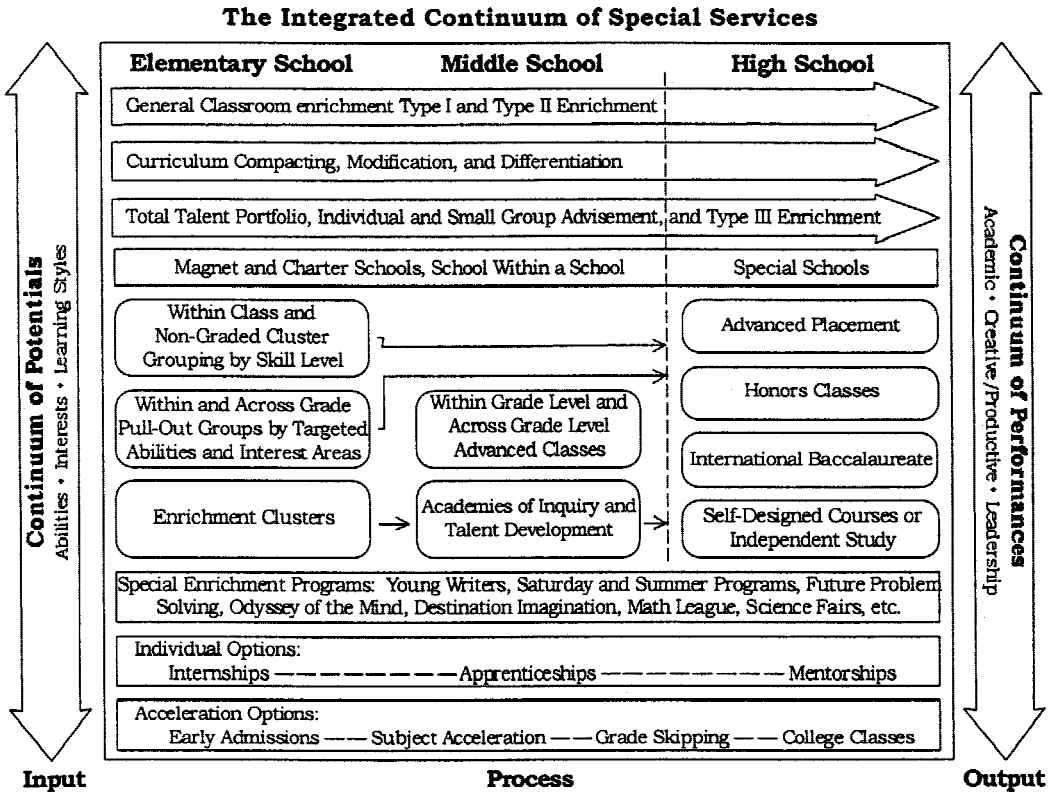 The Integrated Continuum of Special Services
Elementary School
Middle School
High School
General Classroom enrichment Type I and Type II Enrichment
Curriculum Compacting, Modification, and Differentiation
Total Talent Portfolio, Individual and Small Group Advisement, and Type III Enrichment
Magnet and Charter Schools, School Within a School
Special Schools
Within Class and
Non-Graded Cluster
Grouping by Skill Level
Within and Across Grade
Pull-Out Groups by Targeted
Abilities and Interest Areas
Enrichment Clusters
Within Grade Level and
Across Grade Level
Advanced Classes
Academies of Inquiry and
Talent Development
Advanced Placement
Honors Classes
International Baccalaureate
Self-Designed Courses or
Independent Study
Special Enrichment Programs: Young Writers, Saturday and Summer Programs, Future Problem
Solving, Odyssey of the Mind, Destination Imagination, Math League, Science Fairs, etc.
Individual Options:
Internships — — — — — — — — Apprenticeships — — — — — — — — Mentorships
Acceleration Options:
Early Admissions — — Subject Acceleration — — Grade Skipping — — College Classes
Continuum of Potentials
Abilities • Interests • Learning Styles
Continuum of Performances
Academic • Creative/Productive • Leadership
Input
Process
Output